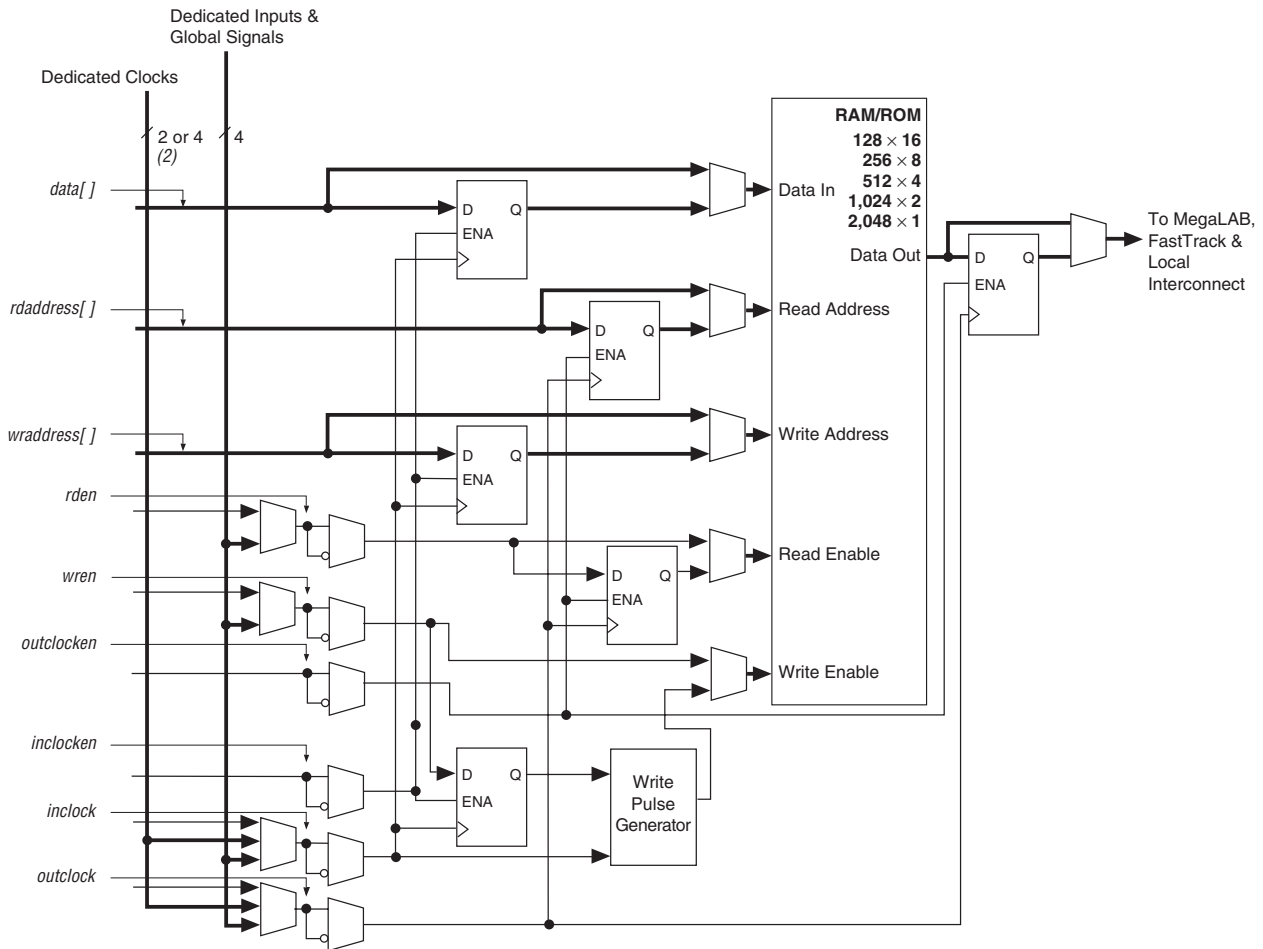 Dedicated Inputs &
Global Signals
Dedicated Clocks
2 or 4
(2)
4
RAM/ROM
128 × 16
256 × 8
512 × 4
1,024 × 2
2,048 × 1
data[ ]
D
Q
ENA
Data In
Data Out
D
Q
ENA
To MegaLAB,
FastTrack &
Local
Interconnect
rdaddress[ ]
D
Q
ENA
Read Address
wraddress[ ]
D
Q
ENA
Write Address
rden
D
Q
ENA
Read Enable
wren
outclocken
Write Enable
inclocken
D
Q
ENA
Write
Pulse
Generator
inclock
outclock